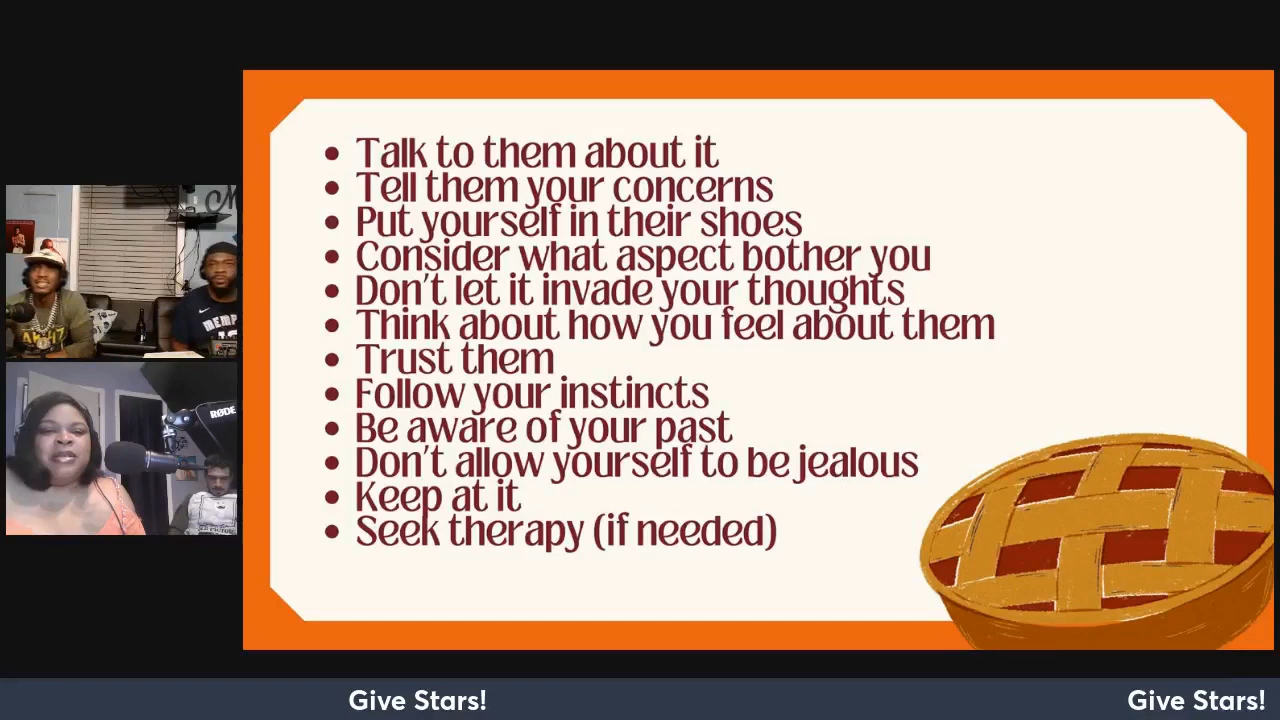 Talk to them about it
Tell them your concerns
Put yourself in their shoes
Consider what aspect bother you
Don't let it invade your thoughts
Think about how you feel about them
Trust them
Follow your instincts
Be aware of your past
Don't allow yourself to be jealous
Keep at it
Seek therapy (if needed)
RØDE
Give Stars!
Give Stars!